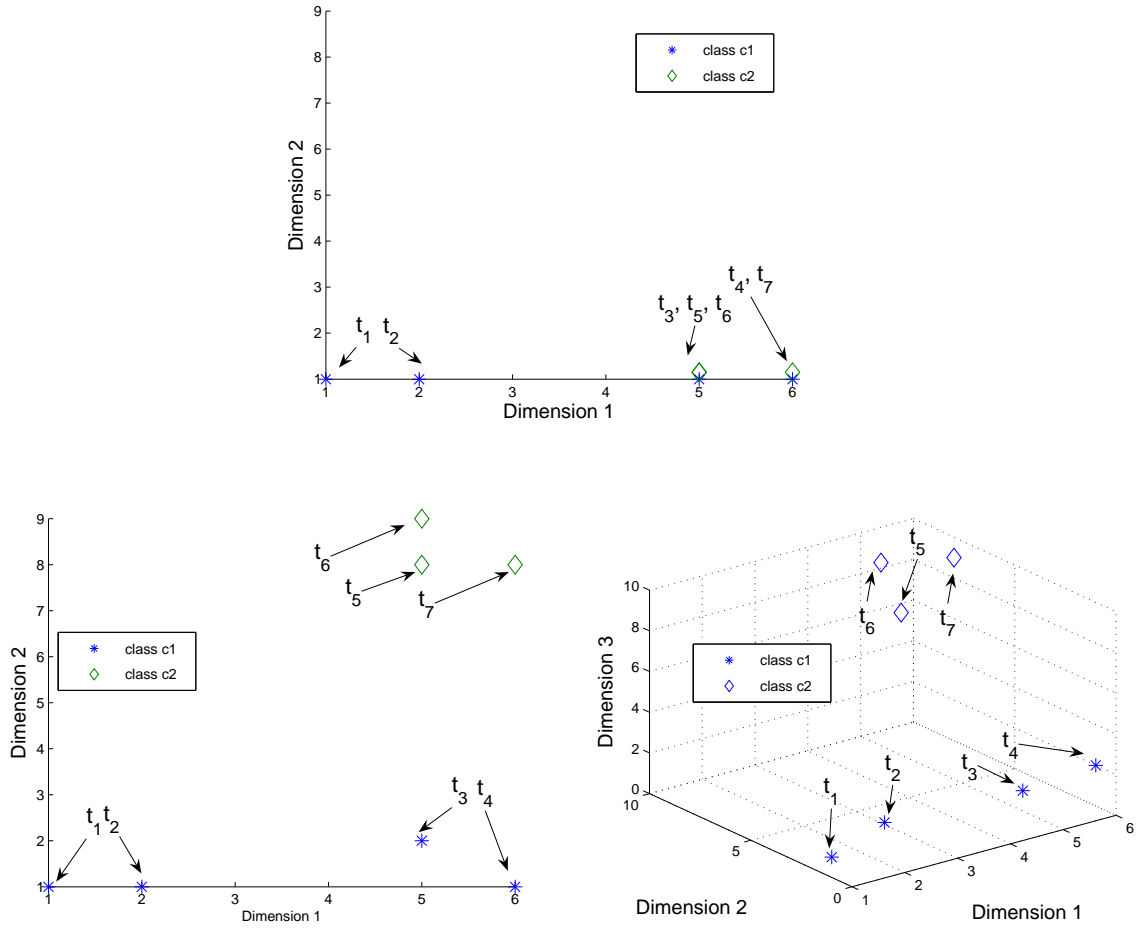 9
8
7
6
5
4
3
2
1
Dimension 2
class c1
class c2
t4, t7
t3, t5, t6
t1 t2
1 2 3 4 5 6
Dimension 1
9
8
7
6
5
4
3
2
1
Dimension 2
t6
t5
t7
class c1
class c2
t3 t4
t1 t2
1 2 3 4 5 6
Dimension 1
10
8
6
4
2
0
Dimension 3
t5
t6
t7
class c1
class c2
t4
t3
t2
t1
10
5
0
Dimension 2
1
2
3
4
5
6
Dimension 1